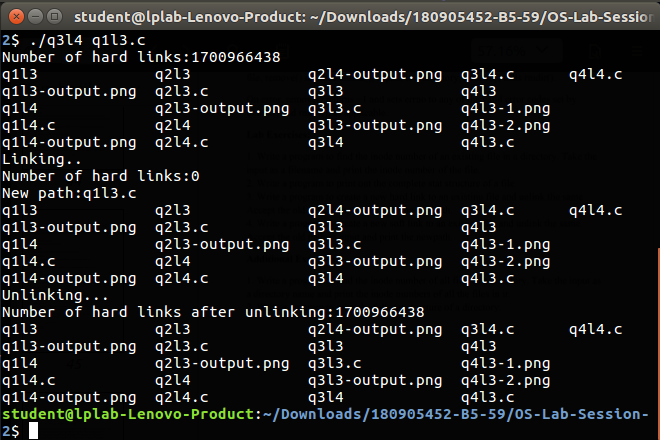 student@lplab-Lenovo-Product: ~/Downloads/180905452-B5-59/OS-Lab-Session-
2$ ./q3l4 q1l3.c
Number of hard links:1700966438
q1l3 q2l3 q2l4-output.png q3l4.c q4l4.c
q1l3-output.png q2l3.c q3l3 q4l3
q1l4 q2l3-output.png q3l3.c q4l3-1.png
q1l4.c q2l4 q3l3-output.png q4l3-2.png
q1l4-output.png q2l4.c q3l4 q4l3.c
Linking..
Number of hard links:0
New path:q1l3.c
q1l3 q2l3 q2l4-output.png q3l4.c q4l4.c
q1l3-output.png q2l3.c q3l3 q4l3
q1l4 q2l3-output.png q3l3.c q4l3-1.png
q1l4.c q2l4 q3l3-output.png q4l3-2.png
q1l4-output.png q2l4.c q3l4 q4l3.c
Unlinking...
Number of hard links after unlinking:1700966438
q1l3 q2l3 q2l4-output.png q3l4.c q4l4.c
q1l3-output.png q2l3.c q3l3 q4l3
q1l4 q2l3-output.png q3l3.c q4l3-1.png
q1l4.c q2l4 q3l3-output.png q4l3-2.png
q1l4-output.png q2l4.c q3l4 q4l3.c
student@lplab-Lenovo-Product:~/Downloads/180905452-B5-59/OS-Lab-Session-
2$